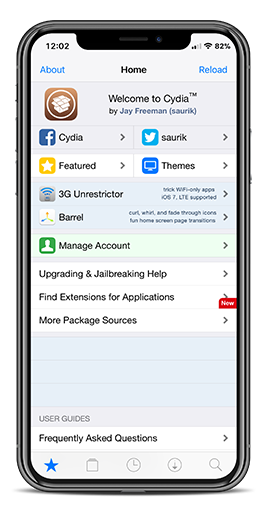 12:02
82%
About Home Reload
Welcome to Cydia™
by Jay Freeman (saurik)
Cydia
saurik
Featured
Themes
3G Unrestrictor
trick WiFi-only apps
iOS 7, LTE supported
Barrel
curl, whirl, and fade through icons
fun home screen page transitions
Manage Account
Upgrading & Jailbreaking Help
Find Extensions for Applications
New
More Package Sources
USER GUIDES
Frequently Asked Questions